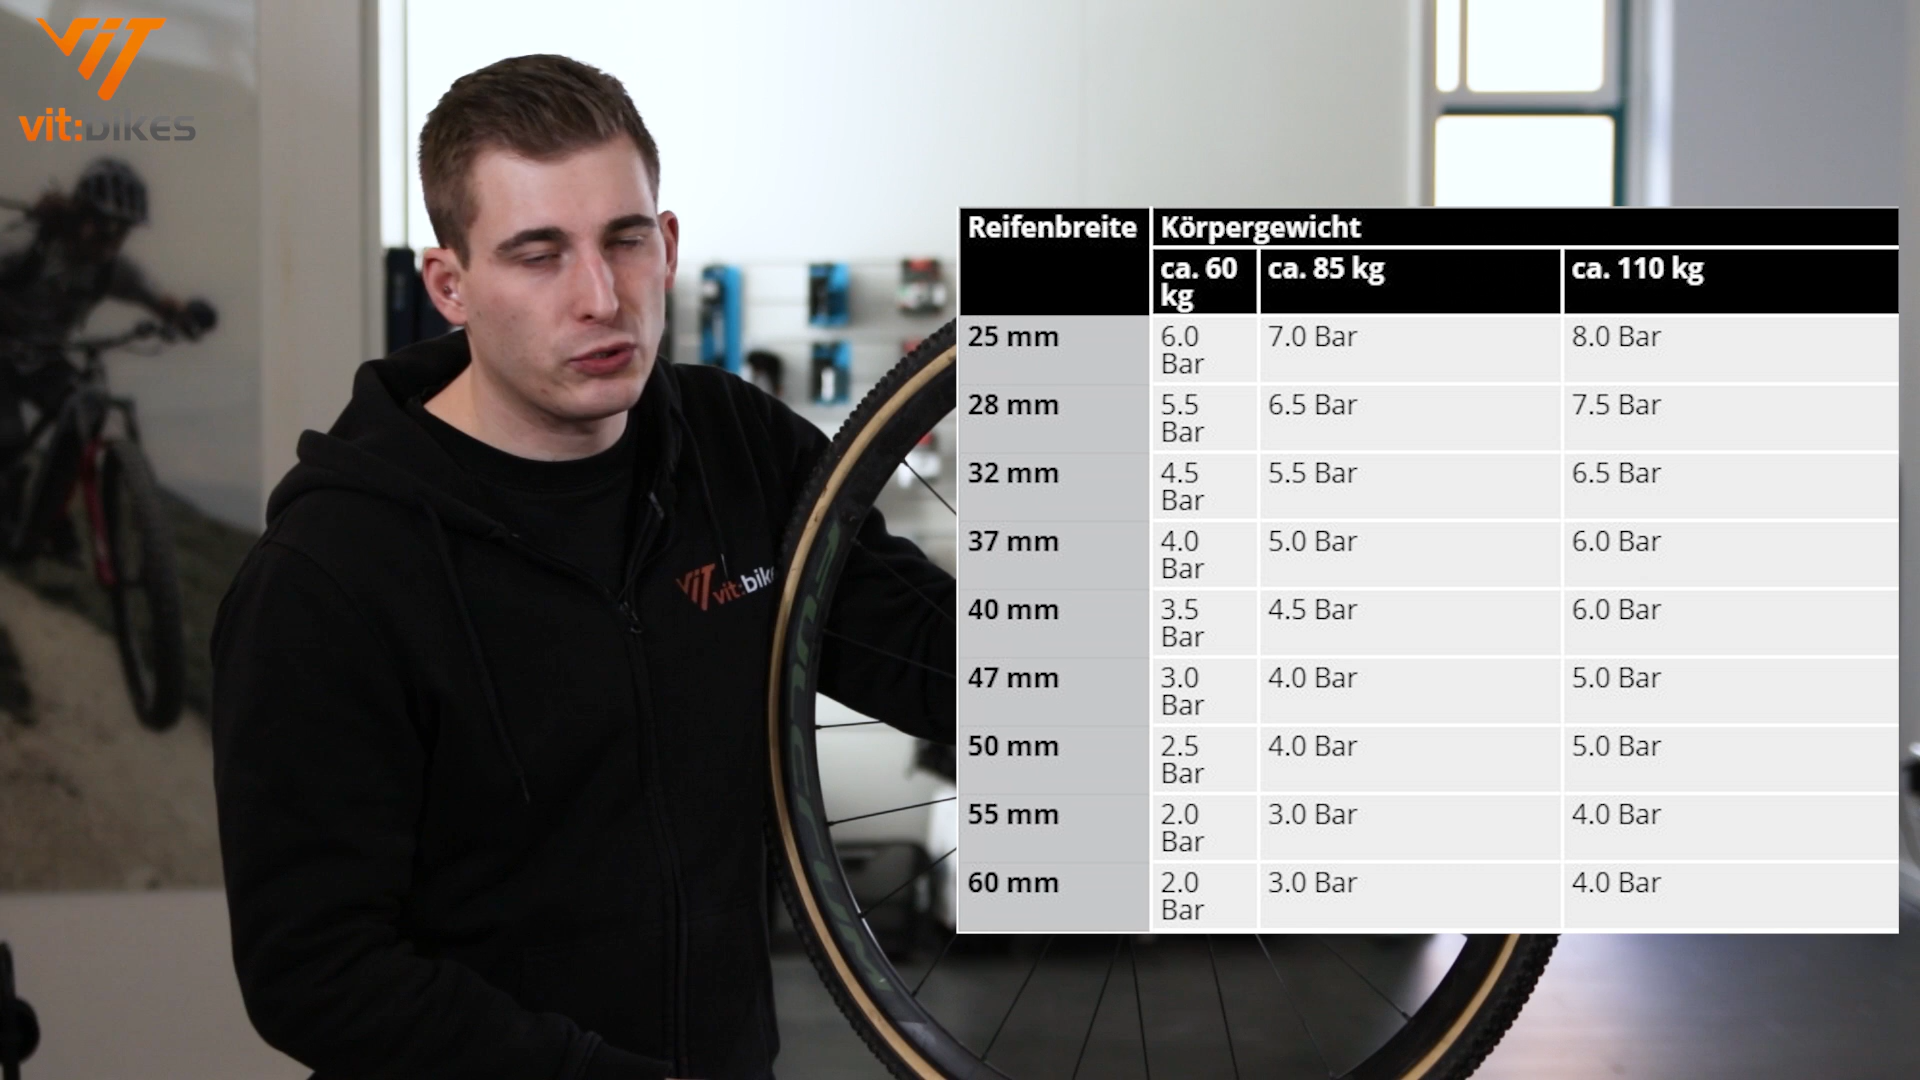 vit:bikes
Reifenbreite Körpergewicht
ca. 60 kg ca. 85 kg ca. 110 kg
25 mm 6.0 Bar 7.0 Bar 8.0 Bar
28 mm 5.5 Bar 6.5 Bar 7.5 Bar
32 mm 4.5 Bar 5.5 Bar 6.5 Bar
37 mm 4.0 Bar 5.0 Bar 6.0 Bar
40 mm 3.5 Bar 4.5 Bar 6.0 Bar
47 mm 3.0 Bar 4.0 Bar 5.0 Bar
50 mm 2.5 Bar 4.0 Bar 5.0 Bar
55 mm 2.0 Bar 3.0 Bar 4.0 Bar
60 mm 2.0 Bar 3.0 Bar 4.0 Bar